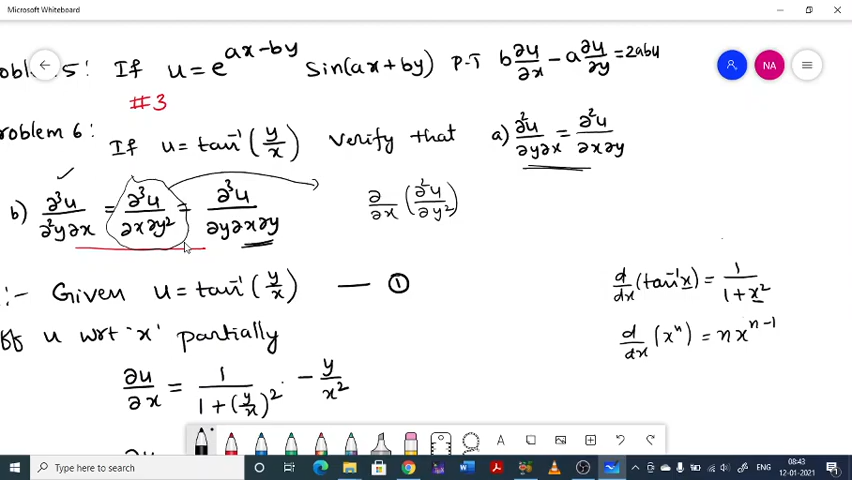 Microsoft Whiteboard
oblem 5: If u = e^{ax-by} sin(ax+by) P.T b ∂u/∂x - a ∂u/∂y = 2abu
NA
#3
roblem 6: If u = tan⁻¹(y/x) verify that a) ∂²u/∂y∂x = ∂²u/∂x∂y
b) ∂³u/∂²y∂x = ∂³u/∂x∂y² = ∂³u/∂y∂x∂y
∂/∂x (∂²u/∂y²)
:- Given u = tan⁻¹(y/x) — ①
d/dx (tan⁻¹x) = 1/1+x²
ff u wrt 'x' partially
d/dx (xⁿ) = nxⁿ⁻¹
∂u/∂x = 1/1+(y/x)² · -y/x²
Type here to search
ENG
08:43
12-01-2021